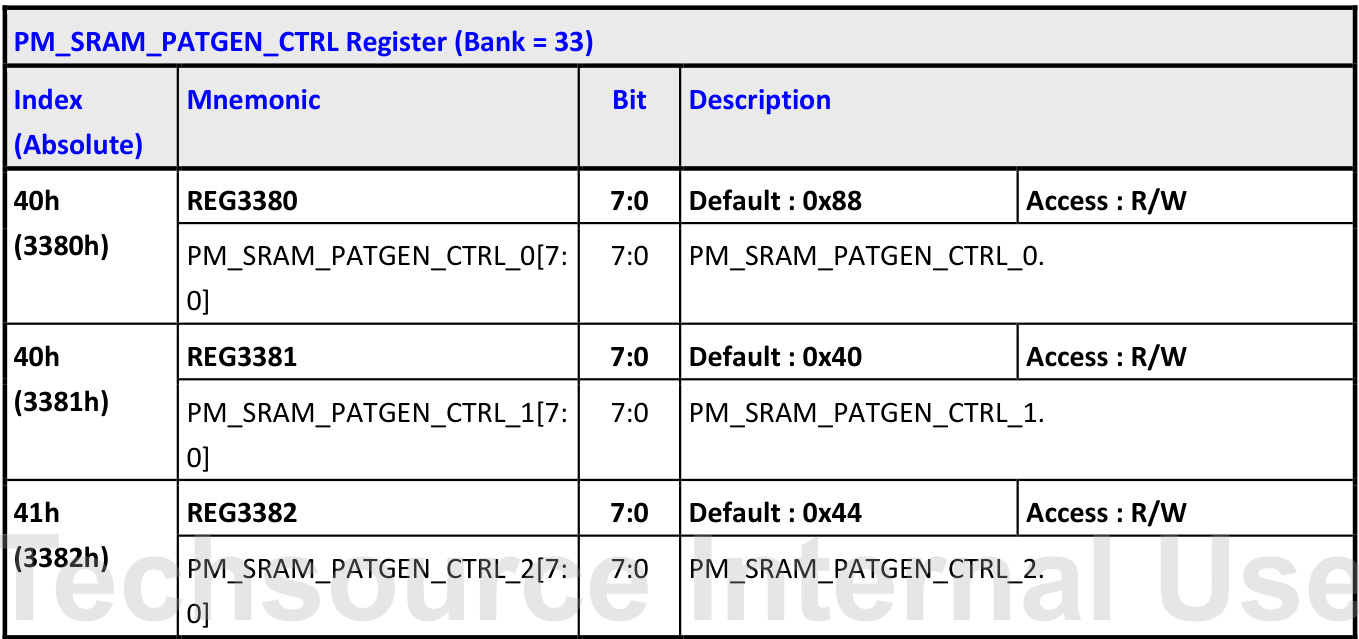 PM_SRAM_PATGEN_CTRL Register (Bank = 33)
Index (Absolute) Mnemonic Bit Description
40h (3380h) REG3380 7:0 Default : 0x88 Access : R/W
PM_SRAM_PATGEN_CTRL_0[7:0] 7:0 PM_SRAM_PATGEN_CTRL_0.
40h (3381h) REG3381 7:0 Default : 0x40 Access : R/W
PM_SRAM_PATGEN_CTRL_1[7:0] 7:0 PM_SRAM_PATGEN_CTRL_1.
41h (3382h) REG3382 7:0 Default : 0x44 Access : R/W
PM_SRAM_PATGEN_CTRL_2[7:0] 7:0 PM_SRAM_PATGEN_CTRL_2.
Techsource Internal Use